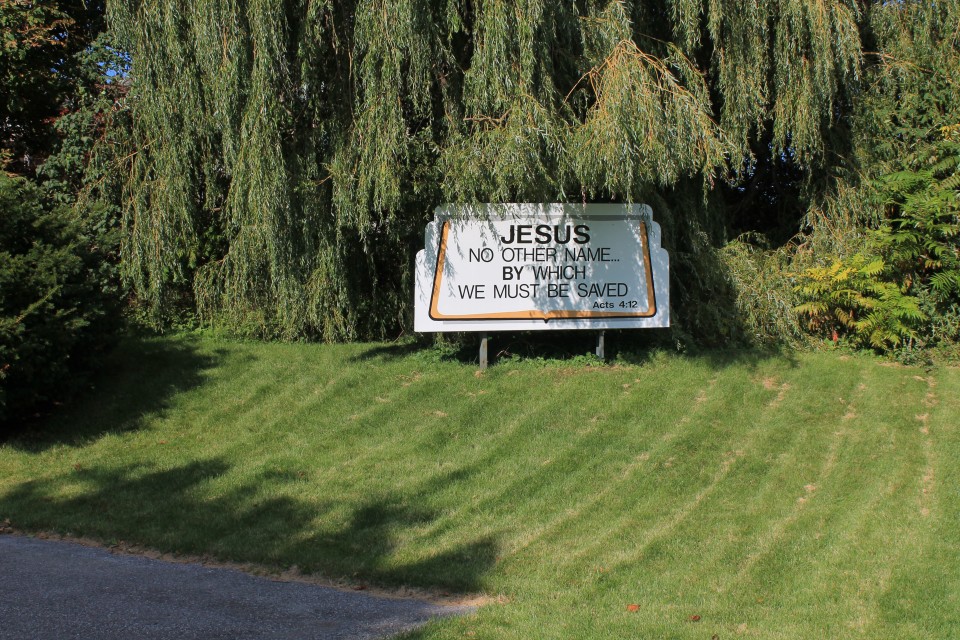 JESUS
NO OTHER NAME...
BY WHICH
WE MUST BE SAVED
Acts 4:12